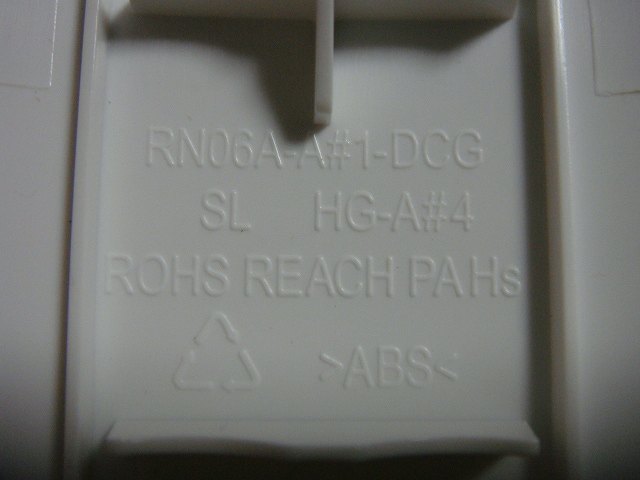 RN06A-A#1-DCG
SL HG-A#4
ROHS REACH PAHs
>ABS<